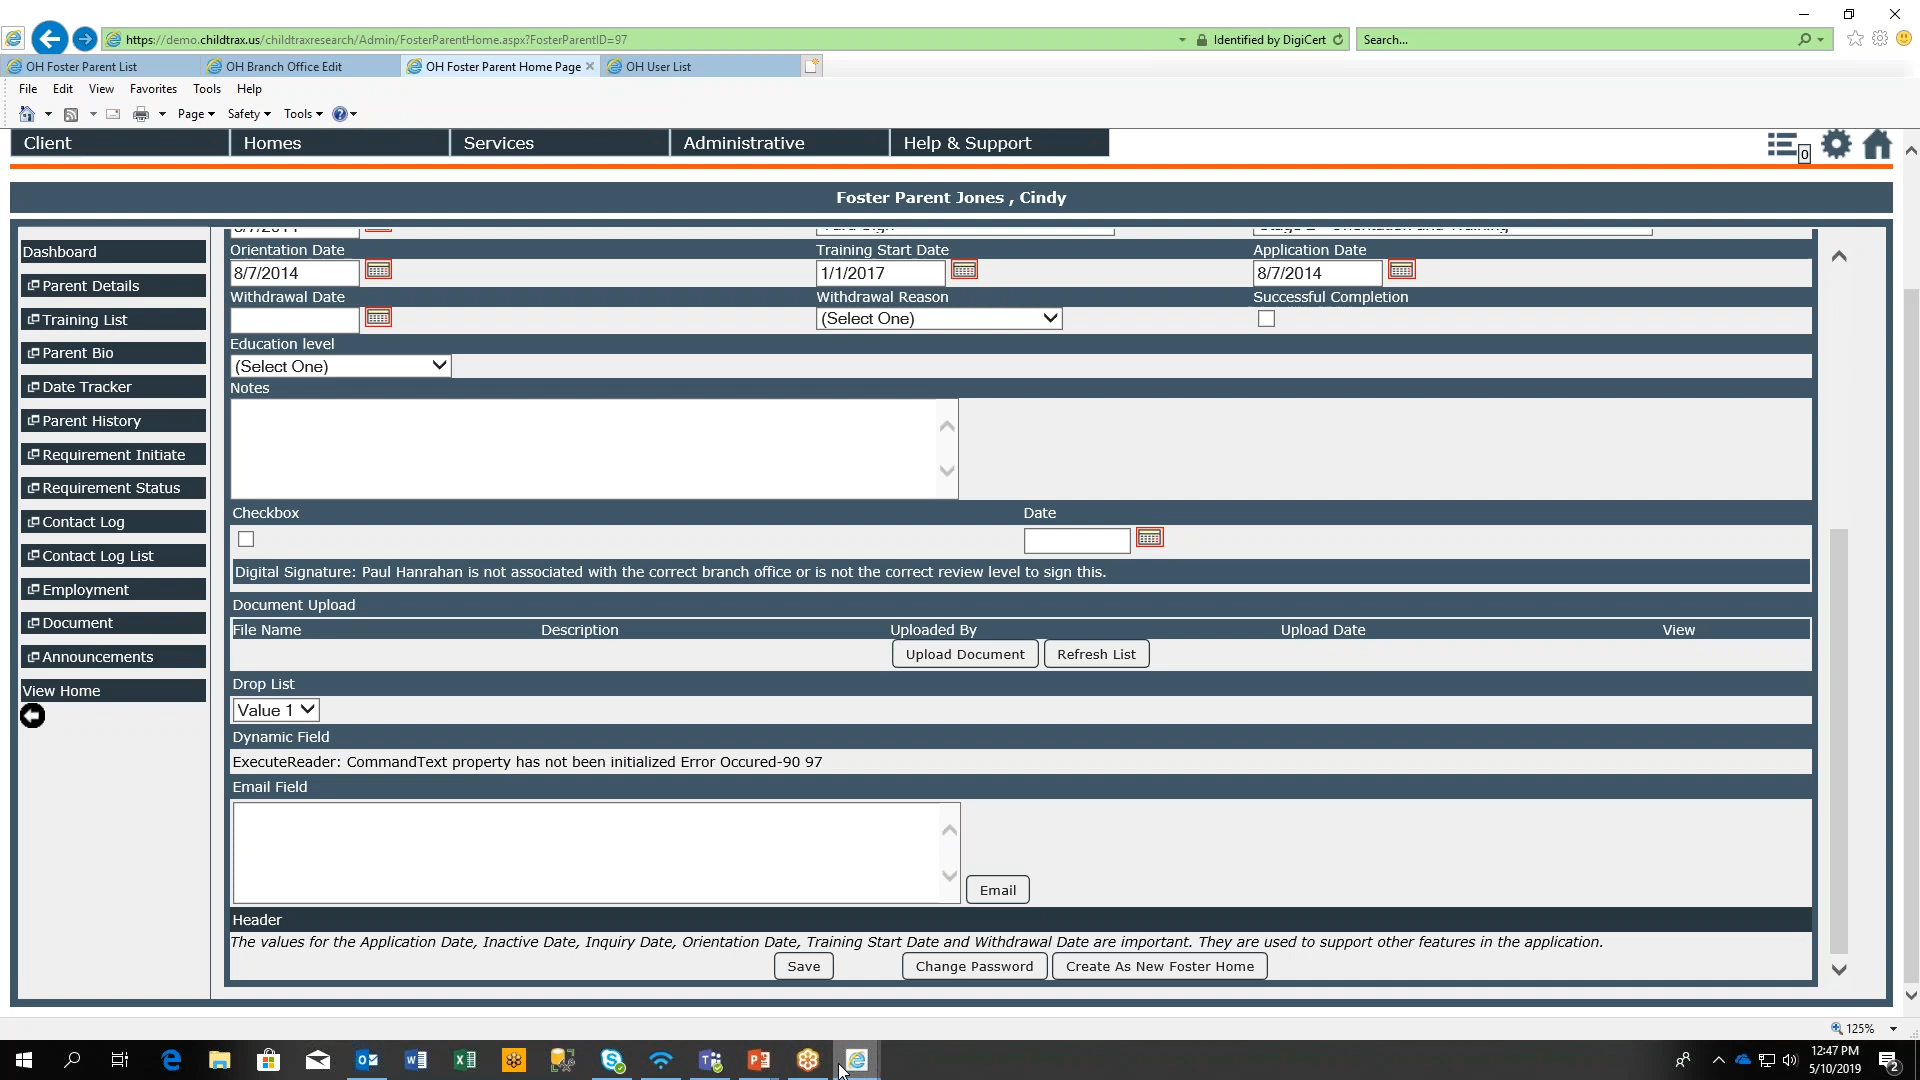 https://demo.childtrax.us/childtraxresearch/Admin/FosterParentHome.aspx?FosterParentID=97
Identified by DigiCert
Search...
OH Foster Parent List
OH Branch Office Edit
OH Foster Parent Home Page
OH User List
File Edit View Favorites Tools Help
Page Safety Tools
Client Homes Services Administrative Help & Support
0
Foster Parent Jones , Cindy
Dashboard
Parent Details
Training List
Parent Bio
Date Tracker
Parent History
Requirement Initiate
Requirement Status
Contact Log
Contact Log List
Employment
Document
Announcements
View Home
Orientation Date Training Start Date Application Date
8/7/2014 1/1/2017 8/7/2014
Withdrawal Date Withdrawal Reason Successful Completion
(Select One)
Education level
(Select One)
Notes
Checkbox Date
Digital Signature: Paul Hanrahan is not associated with the correct branch office or is not the correct review level to sign this.
Document Upload
File Name Description Uploaded By Upload Date View
Upload Document Refresh List
Drop List
Value 1
Dynamic Field
ExecuteReader: CommandText property has not been initialized Error Occured-90 97
Email Field
Email
Header
The values for the Application Date, Inactive Date, Inquiry Date, Orientation Date, Training Start Date and Withdrawal Date are important. They are used to support other features in the application.
Save Change Password Create As New Foster Home
125%
12:47 PM
5/10/2019
2